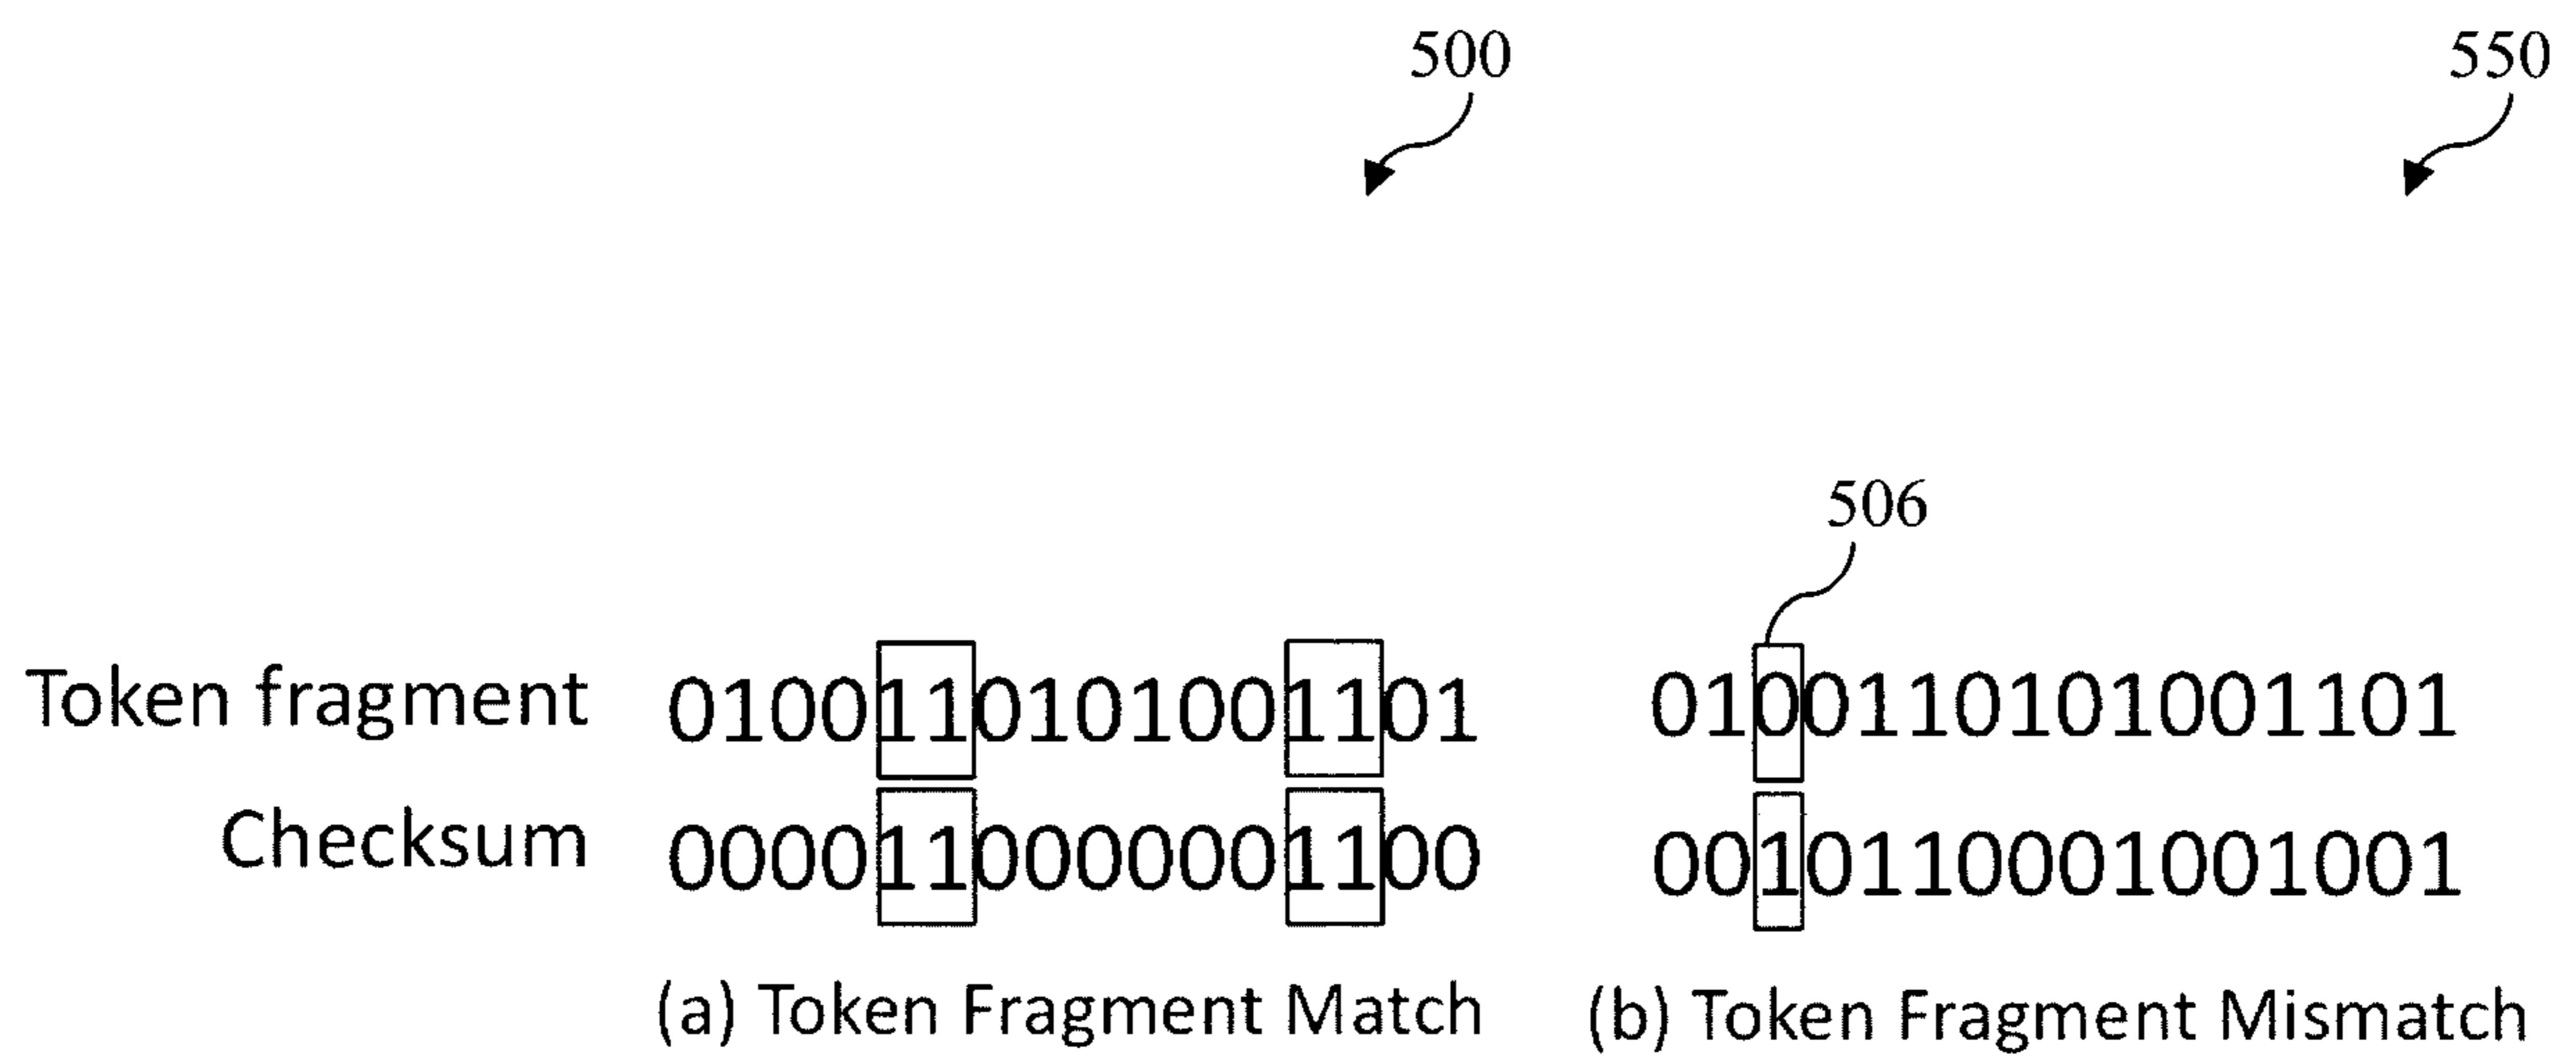 500
550
506
Token fragment 0100110101001101 0100110101001101
Checksum 0000110000001100 0010110001001001
(a) Token Fragment Match (b) Token Fragment Mismatch